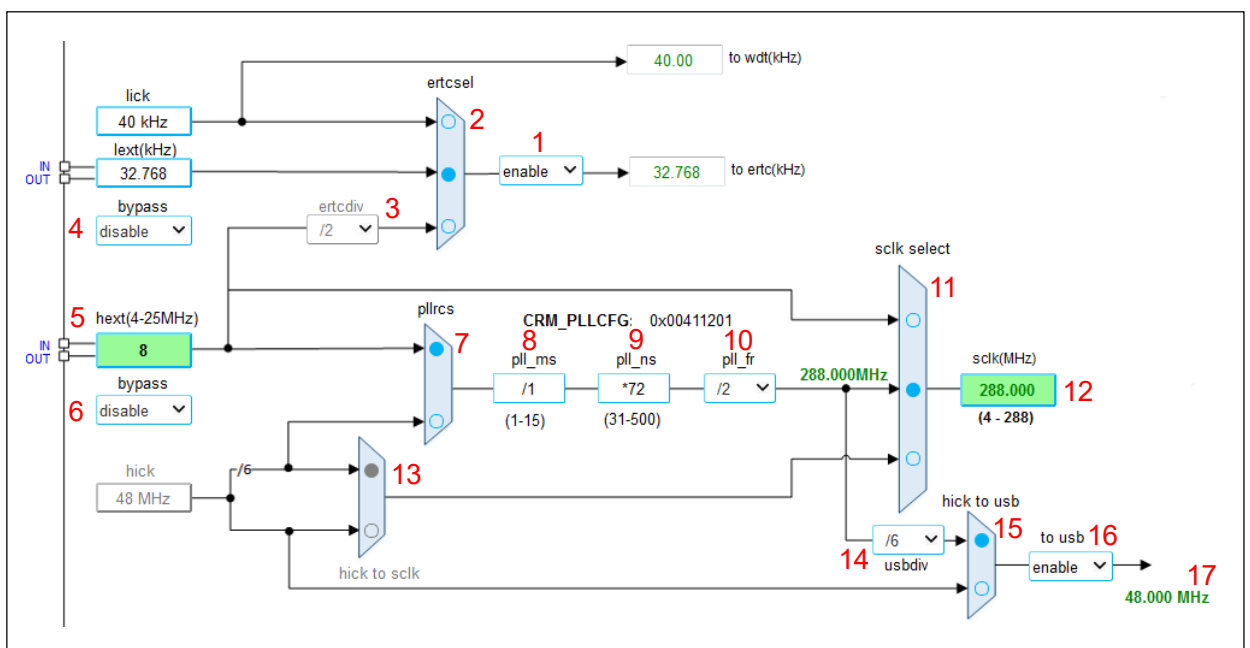 40.00
to wdt(kHz)
ertcsel
lick
40 kHz
2
1
lext(kHz)
IN
OUT
32.768
enable
32.768
to ertc(kHz)
bypass
4
disable
ertcdiv
3
/2
sclk select
11
5
hext(4-25MHz)
IN
OUT
8
pllrcs
7
CRM_PLLCFG: 0x00411201
8
9
10
pll_ms
pll_ns
pll_fr
/1
*72
/2
(1-15)
(31-500)
288.000MHz
sclk(MHz)
288.000
12
(4 - 288)
bypass
6
disable
hick
48 MHz
/6
13
hick to sclk
hick to usb
15
14
/6
usbdiv
to usb
16
enable
17
48.000 MHz